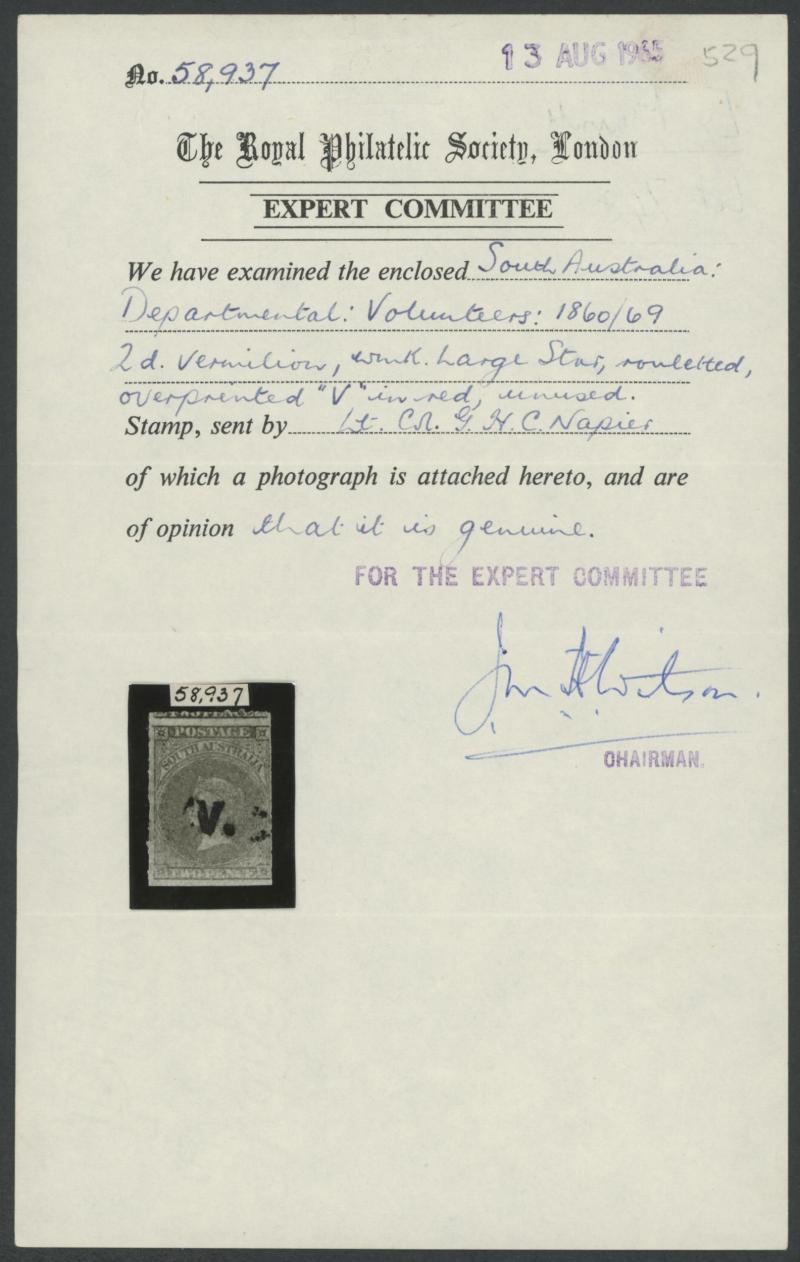 No. 58,937
13 AUG 1965
529
The Royal Philatelic Society, London
EXPERT COMMITTEE
We have examined the enclosed South Australia:
Departmental: Volunteers: 1860/69
2d. Vermilion, wmk. Large Star, rouletted,
overprinted "V" in red, unused.
Stamp, sent by Lt. Col. G. H. C. Napier
of which a photograph is attached hereto, and are
of opinion that it is genuine.
FOR THE EXPERT COMMITTEE
CHAIRMAN.
58,937
TWOPENCE
POSTAGE
SOUTH AUSTRALIA
V.
TWOPENCE